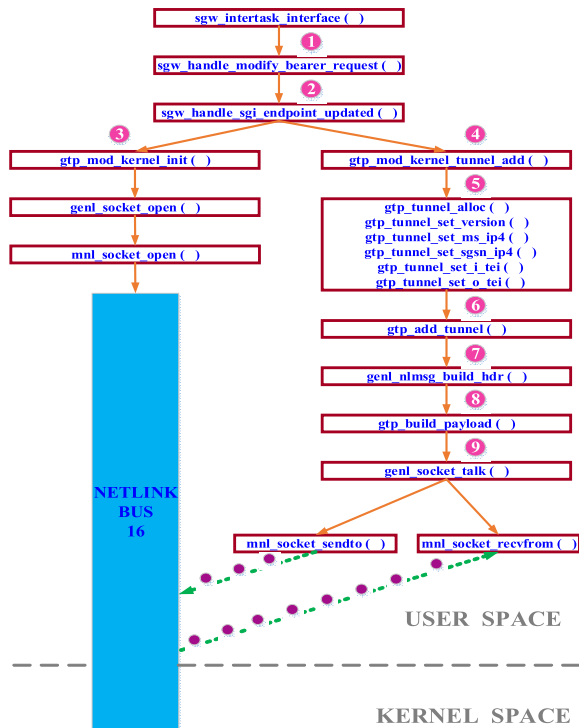 sgw_intertask_interface ( )
1
sgw_handle_modify_bearer_request ( )
2
sgw_handle_sgi_endpoint_updated ( )
3
4
gtp_mod_kernel_init ( )
gtp_mod_kernel_tunnel_add ( )
5
genl_socket_open ( )
mnl_socket_open ( )
gtp_tunnel_alloc ( )
gtp_tunnel_set_version ( )
gtp_tunnel_set_ms_ip4 ( )
gtp_tunnel_set_sgsn_ip4 ( )
gtp_tunnel_set_i_tei ( )
gtp_tunnel_set_o_tei ( )
6
gtp_add_tunnel ( )
7
genl_nlmsg_build_hdr ( )
8
gtp_build_payload ( )
9
genl_socket_talk ( )
NETLINK
BUS
16
mnl_socket_sendto ( )
mnl_socket_recvfrom ( )
USER SPACE
KERNEL SPACE